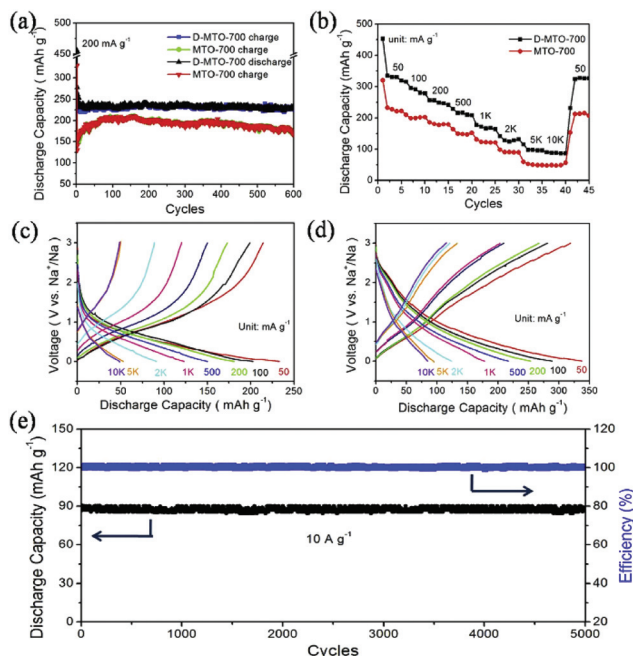 (a)
200 mA g⁻¹
D-MTO-700 charge
MTO-700 charge
D-MTO-700 discharge
MTO-700 charge
Discharge Capacity ( mAh g⁻¹)
450
400
300
250
200
150
100
50
0
0 100 200 300 400 500 600
Cycles
(b)
unit: mA g⁻¹
D-MTO-700
MTO-700
50 100 200 500 1K 2K 5K 10K 50
Discharge Capacity ( mAh g⁻¹)
500
400
300
200
100
0
0 5 10 15 20 25 30 35 40 45
Cycles
(c)
Voltage ( V vs. Na⁺/Na)
3
2
1
0
Unit: mA g⁻¹
10K 5K 2K 1K 500 200 100 50
0 50 100 150 200 250
Discharge Capacity ( mAh g⁻¹)
(d)
Voltage ( V vs. Na⁺/Na)
3
2
1
0
Unit: mA g⁻¹
10K 5K 2K 1K 500 200 100 50
0 50 100 150 200 250 300 350
Discharge Capacity ( mAh g⁻¹)
(e)
Discharge Capacity (mAh g⁻¹)
150
120
90
60
30
0
10 A g⁻¹
120
100
80
60
40
20
Efficiency (%)
0 1000 2000 3000 4000 5000
Cycles